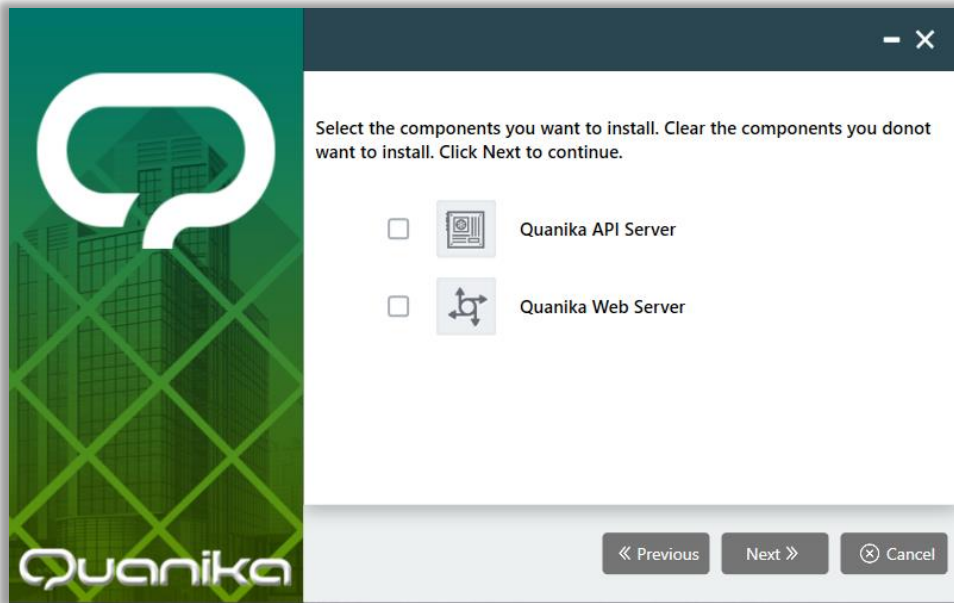 Select the components you want to install. Clear the components you donot
want to install. Click Next to continue.
Quanika API Server
Quanika Web Server
Quanika
Previous
Next
Cancel